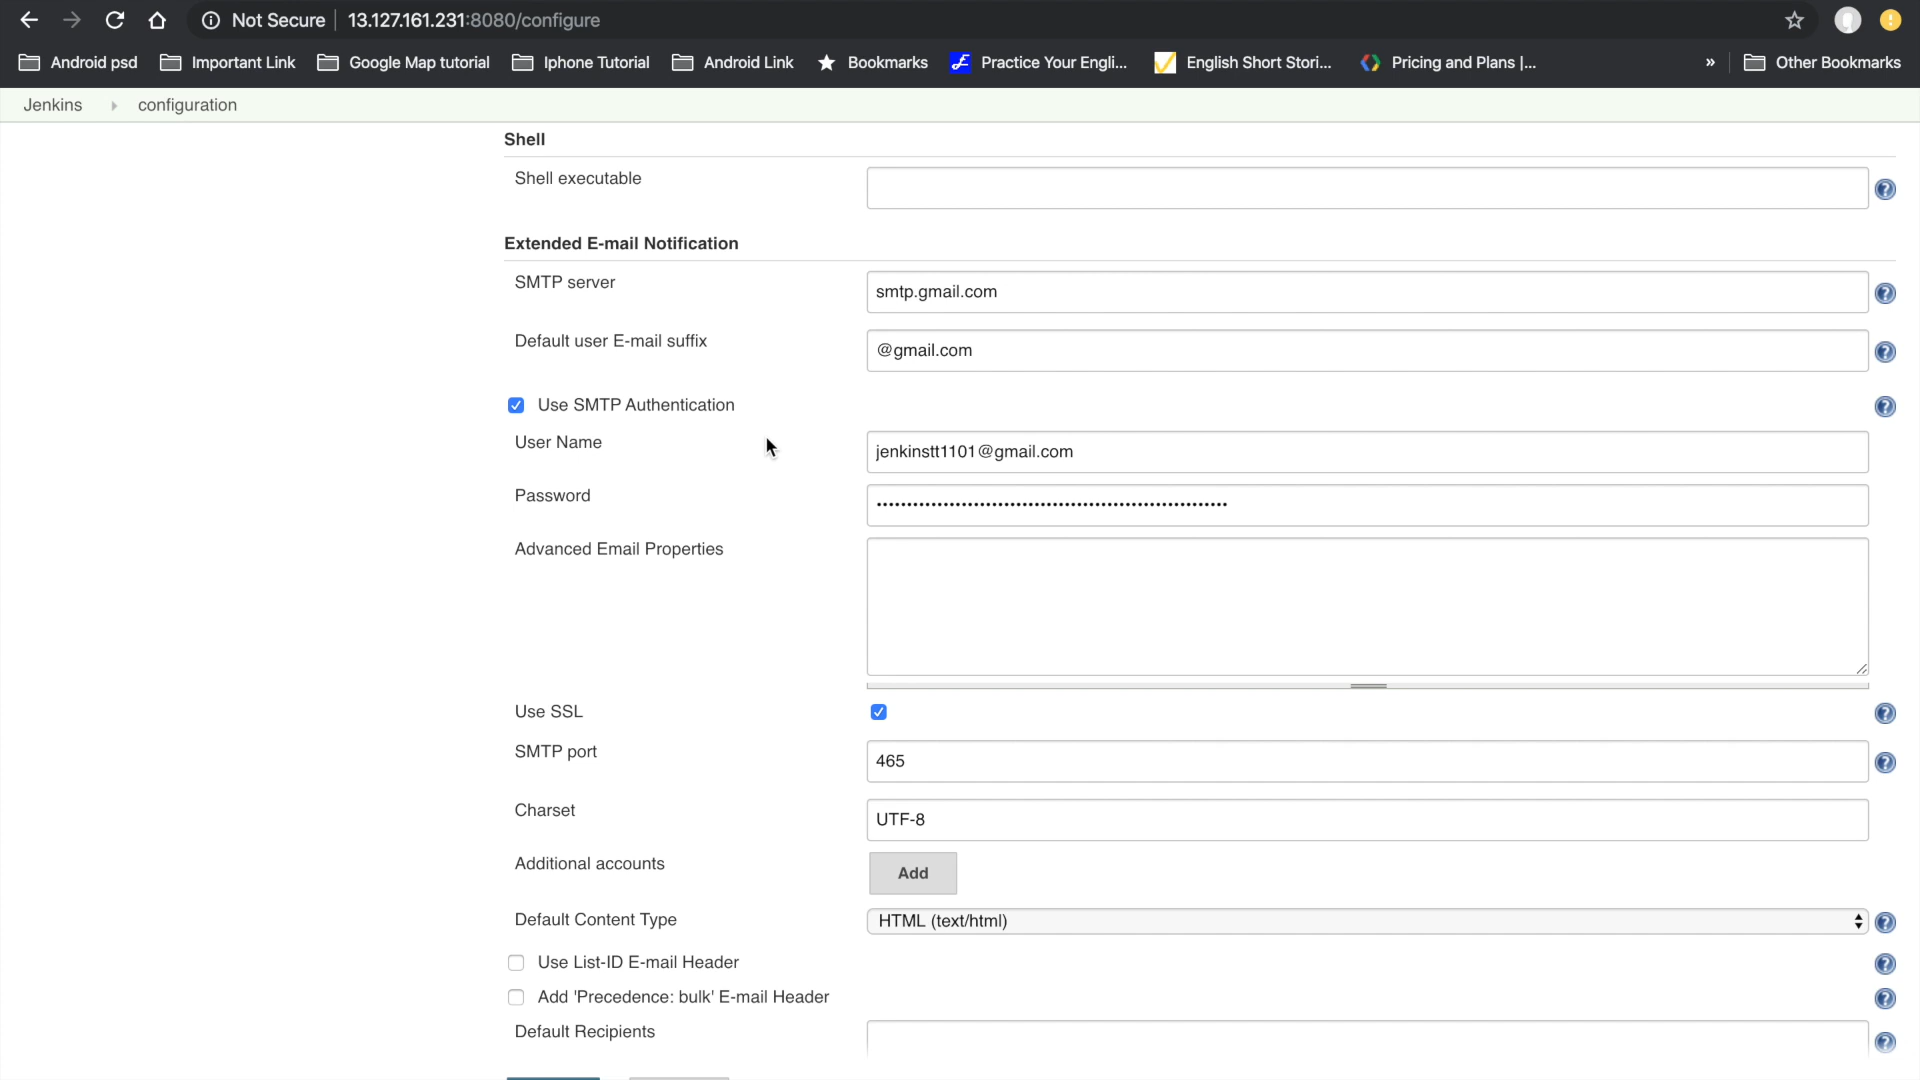 Not Secure 13.127.161.231:8080/configure
Android psd Important Link Google Map tutorial Iphone Tutorial Android Link Bookmarks Practice Your Engli... English Short Stori... Pricing and Plans |... » Other Bookmarks
Jenkins configuration
Shell
Shell executable
Extended E-mail Notification
SMTP server smtp.gmail.com
Default user E-mail suffix @gmail.com
Use SMTP Authentication
User Name jenkinstt1101@gmail.com
Password
Advanced Email Properties
Use SSL
SMTP port 465
Charset UTF-8
Additional accounts Add
Default Content Type HTML (text/html)
Use List-ID E-mail Header
Add 'Precedence: bulk' E-mail Header
Default Recipients